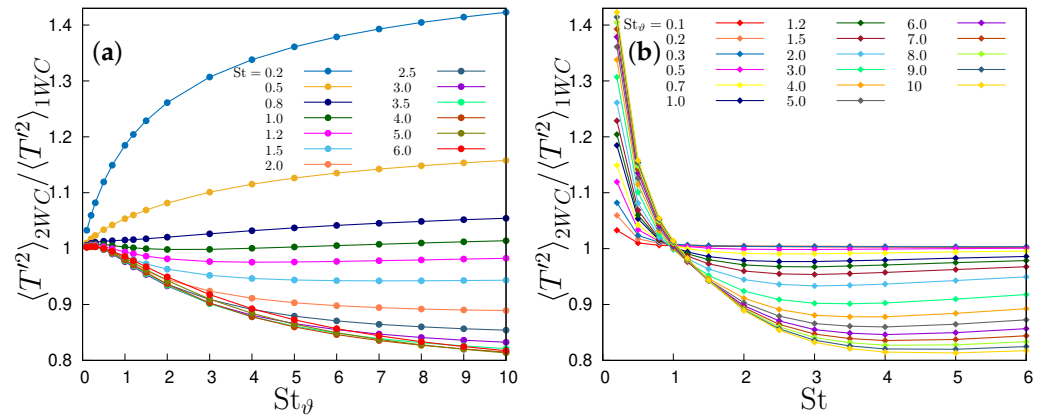 (a)
⟨T′²⟩2WC/⟨T′²⟩1WC
1.4
1.3
1.2
1.1
1
0.9
0.8
St = 0.2 2.5
0.5 3.0
0.8 3.5
1.0 4.0
1.2 5.0
1.5 6.0
2.0
0 1 2 3 4 5 6 7 8 9 10
Stϑ
(b)
⟨T′²⟩2WC/⟨T′²⟩1WC
1.4
1.3
1.2
1.1
1
0.9
0.8
Stϑ = 0.1 1.2 6.0
0.2 1.5 7.0
0.3 2.0 8.0
0.5 3.0 9.0
0.7 4.0 10
1.0 5.0
0 1 2 3 4 5 6
St